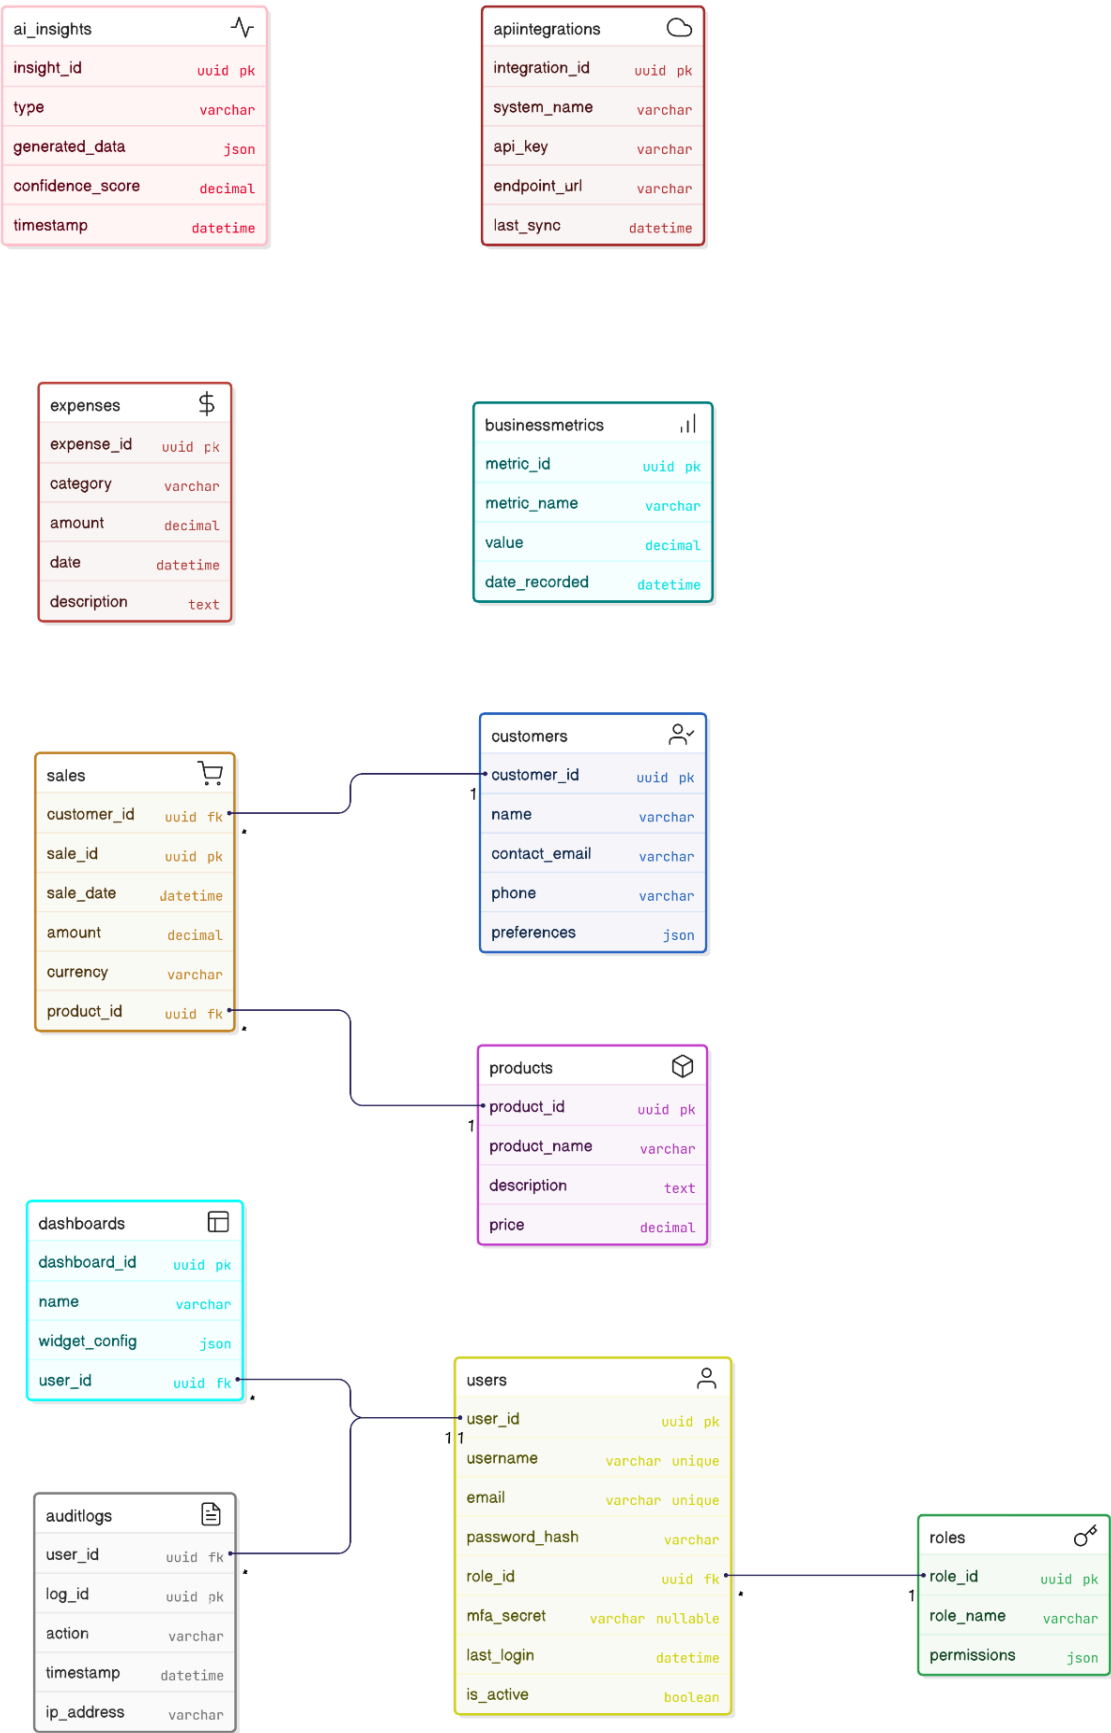 ai_insights
insight_id uuid pk
type varchar
generated_data json
confidence_score decimal
timestamp datetime
apiintegrations
integration_id uuid pk
system_name varchar
api_key varchar
endpoint_url varchar
last_sync datetime
expenses
expense_id uuid pk
category varchar
amount decimal
date datetime
description text
businessmetrics
metric_id uuid pk
metric_name varchar
value decimal
date_recorded datetime
sales
customer_id uuid fk
*
sale_id uuid pk
sale_date datetime
amount decimal
currency varchar
product_id uuid fk
*
customers
customer_id uuid pk
1
name varchar
contact_email varchar
phone varchar
preferences json
products
product_id uuid pk
1
product_name varchar
description text
price decimal
dashboards
dashboard_id uuid pk
name varchar
widget_config json
user_id uuid fk
*
auditlogs
user_id uuid fk
*
log_id uuid pk
action varchar
timestamp datetime
ip_address varchar
users
user_id uuid pk
1 1
username varchar unique
email varchar unique
password_hash varchar
role_id uuid fk
*
mfa_secret varchar nullable
last_login datetime
is_active boolean
roles
role_id uuid pk
1
role_name varchar
permissions json